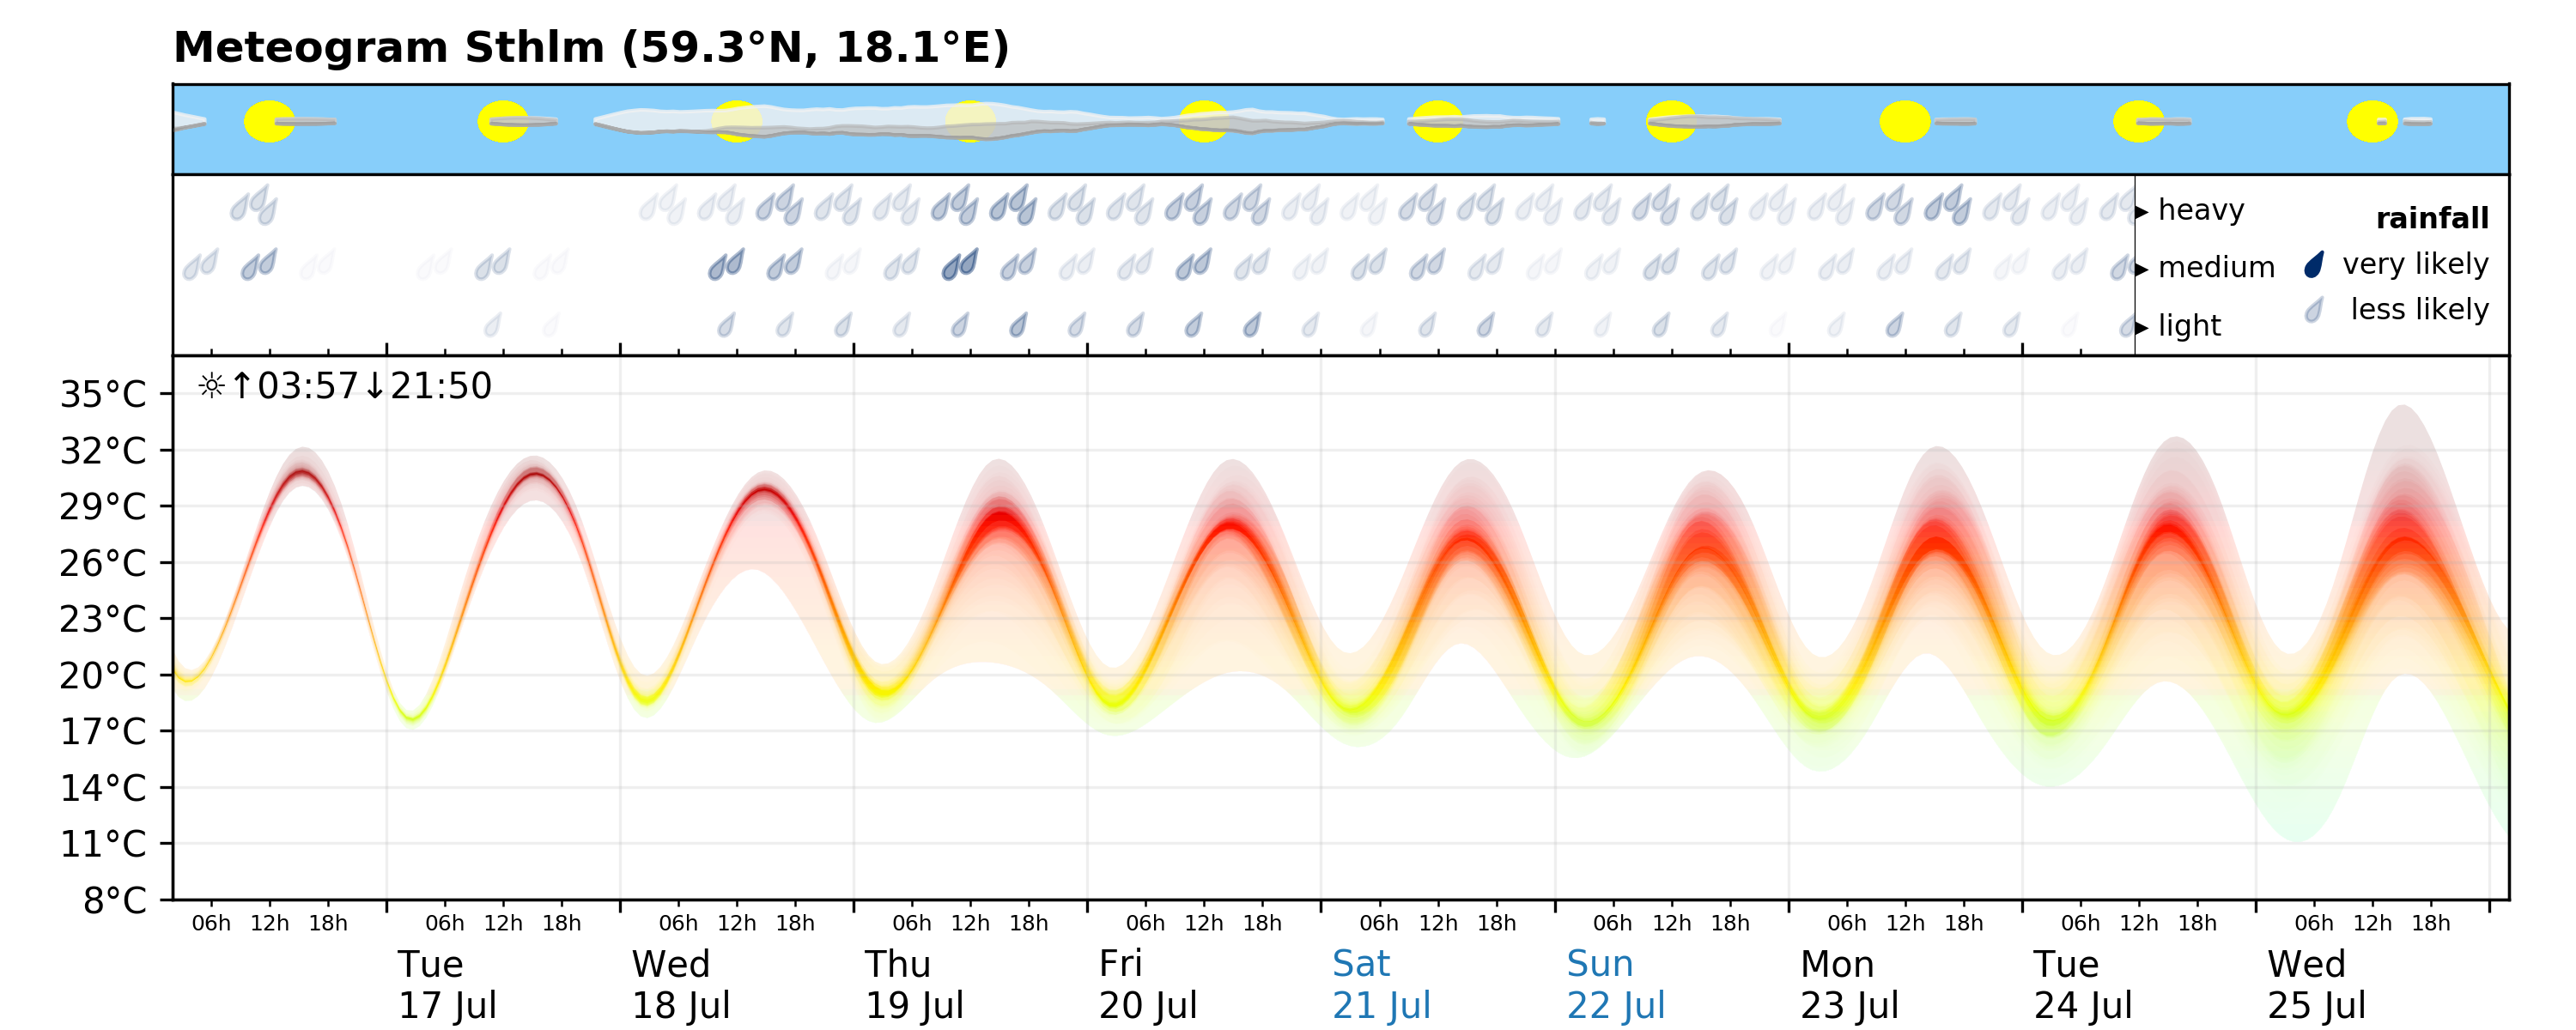 Meteogram Sthlm (59.3°N, 18.1°E)
▸ heavy
rainfall
▸ medium
very likely
less likely
▸ light
☼↑03:57↓21:50
35°C
32°C
29°C
26°C
23°C
20°C
17°C
14°C
11°C
8°C
06h 12h 18h 06h 12h 18h 06h 12h 18h 06h 12h 18h 06h 12h 18h 06h 12h 18h 06h 12h 18h 06h 12h 18h 06h 12h 18h 06h 12h 18h
Tue Wed Thu Fri Sat Sun Mon Tue Wed
17 Jul 18 Jul 19 Jul 20 Jul 21 Jul 22 Jul 23 Jul 24 Jul 25 Jul